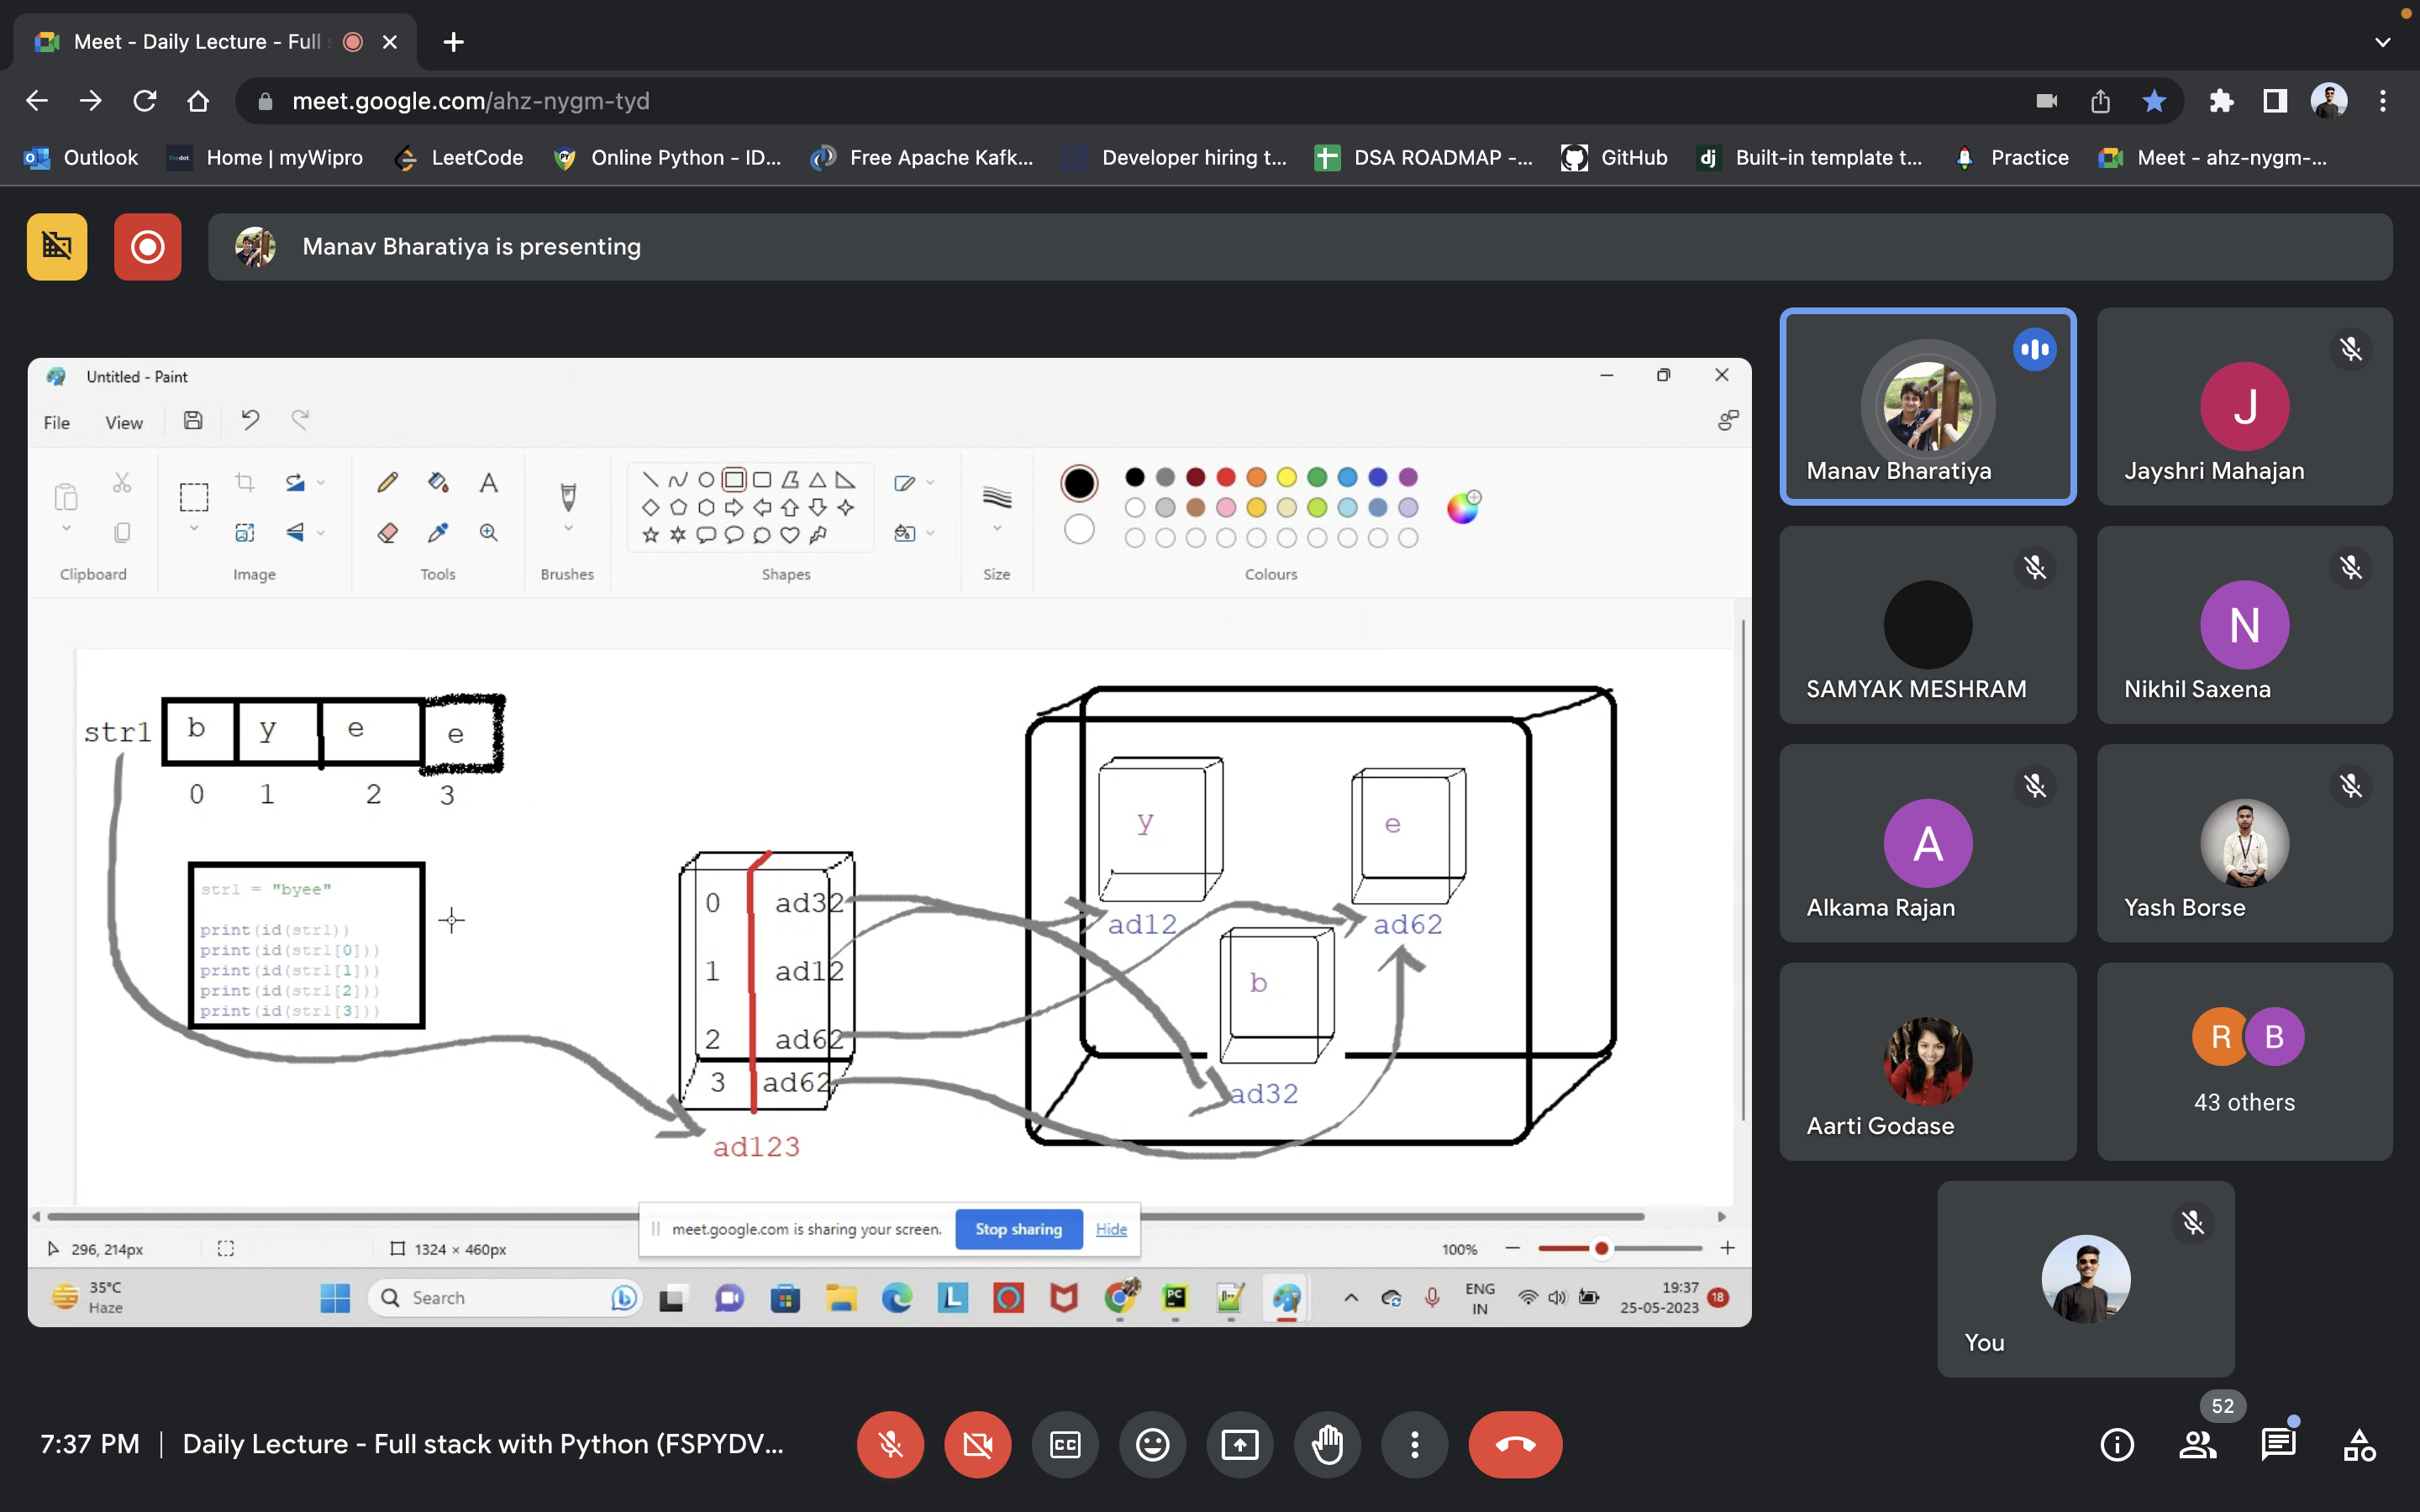 Meet - Daily Lecture - Full
meet.google.com/ahz-nygm-tyd
Outlook
Home | myWipro
LeetCode
Online Python - ID...
Free Apache Kafk...
Developer hiring t...
DSA ROADMAP -...
GitHub
Built-in template t...
Practice
Meet - ahz-nygm-...
Manav Bharatiya is presenting
Untitled - Paint
File View
Clipboard Image Tools Brushes Shapes Size Colours
str1 b y e e
0 1 2 3
str1 = "byee"
print(id(str1))
print(id(str1[0]))
print(id(str1[1]))
print(id(str1[2]))
print(id(str1[3]))
0 ad32
1 ad12
2 ad62
3 ad62
ad123
y
ad12
e
ad62
b
ad32
meet.google.com is sharing your screen. Stop sharing Hide
296, 214px
1324 × 460px
100%
35°C
Haze
Search
ENG
IN
19:37
25-05-2023
18
Manav Bharatiya
J
Jayshri Mahajan
SAMYAK MESHRAM
N
Nikhil Saxena
A
Alkama Rajan
Yash Borse
Aarti Godase
R B
43 others
You
7:37 PM | Daily Lecture - Full stack with Python (FSPYDV...
CC
52